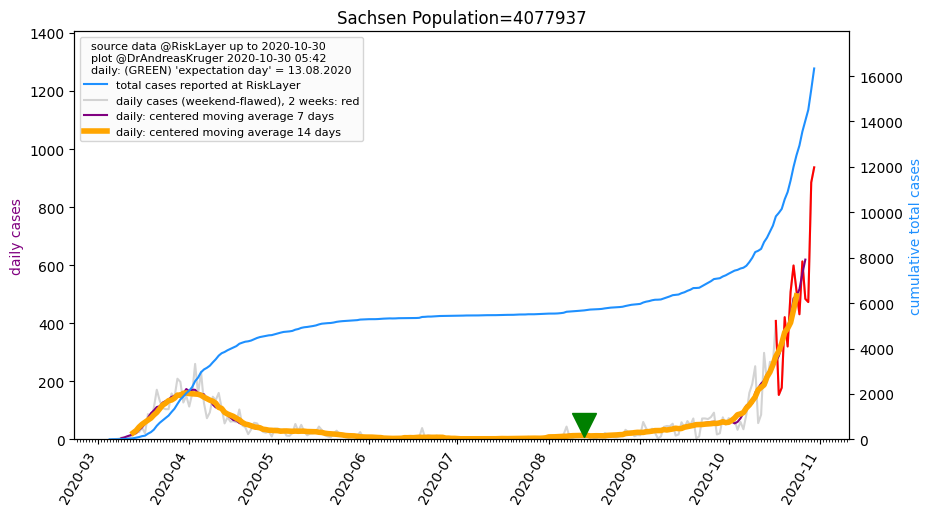 Sachsen Population=4077937
source data @RiskLayer up to 2020-10-30
plot @DrAndreasKruger 2020-10-30 05:42
daily: (GREEN) 'expectation day' = 13.08.2020
total cases reported at RiskLayer
daily cases (weekend-flawed), 2 weeks: red
daily: centered moving average 7 days
daily: centered moving average 14 days
daily cases
1400
1200
1000
800
600
400
200
0
16000
14000
12000
10000
8000
6000
4000
2000
0
cumulative total cases
2020-03
2020-04
2020-05
2020-06
2020-07
2020-08
2020-09
2020-10
2020-11